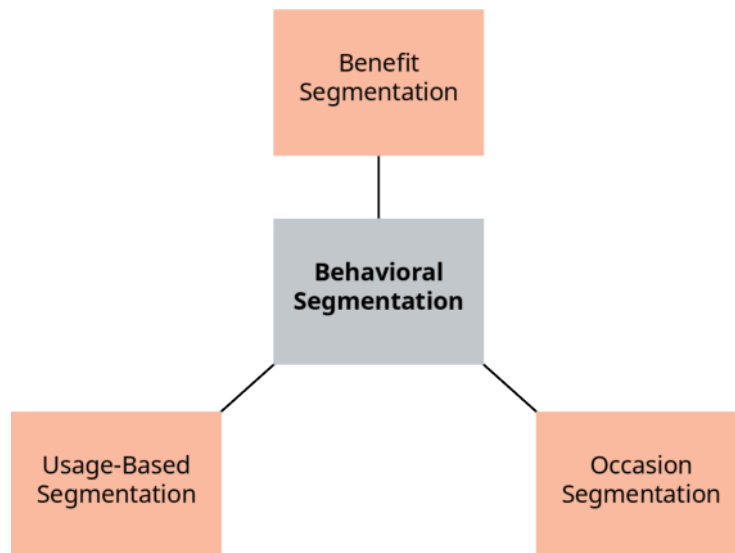 Benefit
Segmentation
Behavioral
Segmentation
Usage-Based
Segmentation
Occasion
Segmentation